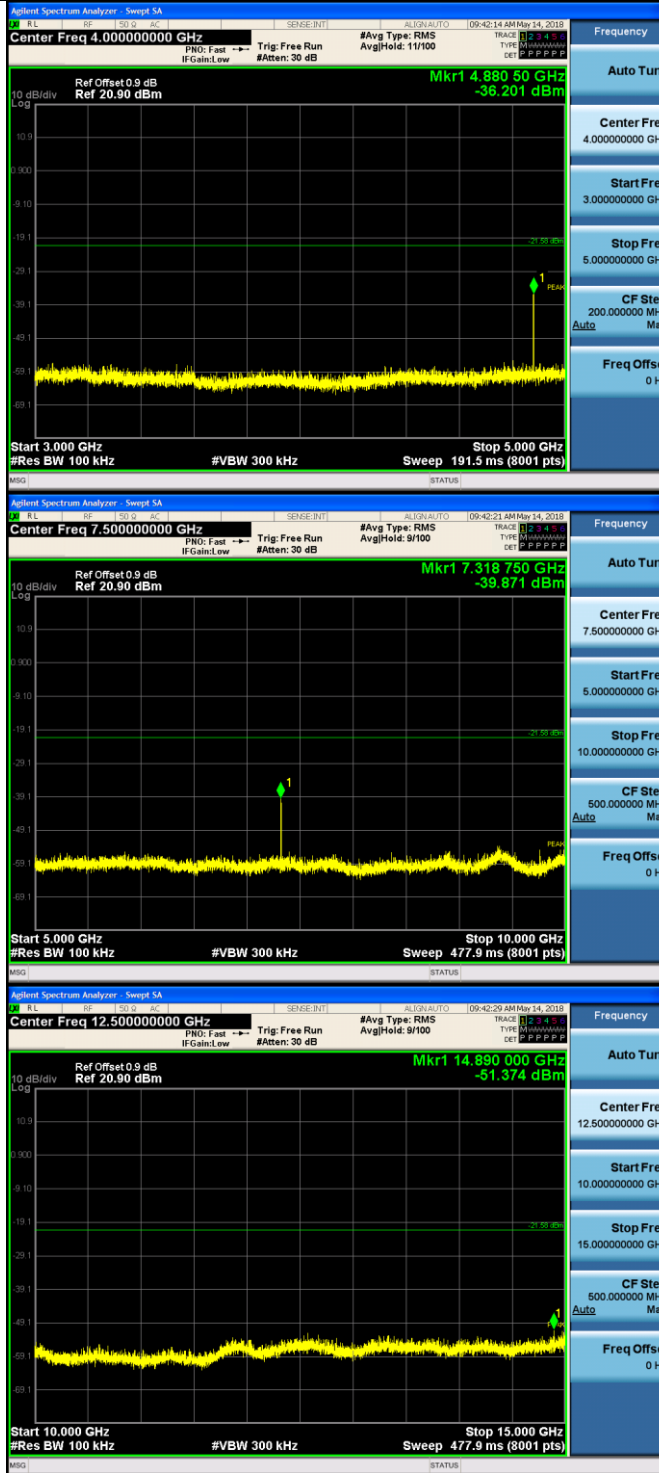 Agilent Spectrum Analyzer - Swept SA
RL RF 50 Ω AC SENSE:INT ALIGNAUTO 09:42:14 AM May 14, 2018
Center Freq 4.000000000 GHz
PNO: Fast
IFGain:Low
Trig: Free Run
#Atten: 30 dB
#Avg Type: RMS
Avg|Hold: 11/100
TRACE 1 2 3 4 5 6
TYPE M
DET P P P P P P
Frequency
Auto Tun
Mkr1 4.880 50 GHz
-36.201 dBm
Ref Offset 0.9 dB
10 dB/div Ref 20.90 dBm
Log
10.9
0.900
-9.10
-19.1
-29.1
-39.1
-49.1
-59.1
-69.1
-21.58 dBm
1
PEAK
Center Fre
4.000000000 GH
Start Fre
3.000000000 GH
Stop Fre
5.000000000 GH
CF Ste
200.000000 MH
Auto Ma
Freq Offse
0 H
Start 3.000 GHz Stop 5.000 GHz
#Res BW 100 kHz #VBW 300 kHz Sweep 191.5 ms (8001 pts)
MSG STATUS
Agilent Spectrum Analyzer - Swept SA
RL RF 50 Ω AC SENSE:INT ALIGNAUTO 09:42:21 AM May 14, 2018
Center Freq 7.500000000 GHz
PNO: Fast
IFGain:Low
Trig: Free Run
#Atten: 30 dB
#Avg Type: RMS
Avg|Hold: 9/100
TRACE 1 2 3 4 5 6
TYPE M
DET P P P P P P
Frequency
Auto Tun
Mkr1 7.318 750 GHz
-39.871 dBm
Ref Offset 0.9 dB
10 dB/div Ref 20.90 dBm
Log
10.9
0.900
-9.10
-19.1
-29.1
-39.1
-49.1
-59.1
-69.1
-21.58 dBm
1
PEAK
Center Fre
7.500000000 GH
Start Fre
5.000000000 GH
Stop Fre
10.000000000 GH
CF Ste
500.000000 MH
Auto Ma
Freq Offse
0 H
Start 5.000 GHz Stop 10.000 GHz
#Res BW 100 kHz #VBW 300 kHz Sweep 477.9 ms (8001 pts)
MSG STATUS
Agilent Spectrum Analyzer - Swept SA
RL RF 50 Ω AC SENSE:INT ALIGNAUTO 09:42:29 AM May 14, 2018
Center Freq 12.500000000 GHz
PNO: Fast
IFGain:Low
Trig: Free Run
#Atten: 30 dB
#Avg Type: RMS
Avg|Hold: 9/100
TRACE 1 2 3 4 5 6
TYPE M
DET P P P P P P
Frequency
Auto Tun
Mkr1 14.890 000 GHz
-51.374 dBm
Ref Offset 0.9 dB
10 dB/div Ref 20.90 dBm
Log
10.9
0.900
-9.10
-19.1
-29.1
-39.1
-49.1
-59.1
-69.1
-21.58 dBm
1
Center Fre
12.500000000 GH
Start Fre
10.000000000 GH
Stop Fre
15.000000000 GH
CF Ste
500.000000 MH
Auto Ma
Freq Offse
0 H
Start 10.000 GHz Stop 15.000 GHz
#Res BW 100 kHz #VBW 300 kHz Sweep 477.9 ms (8001 pts)
MSG STATUS